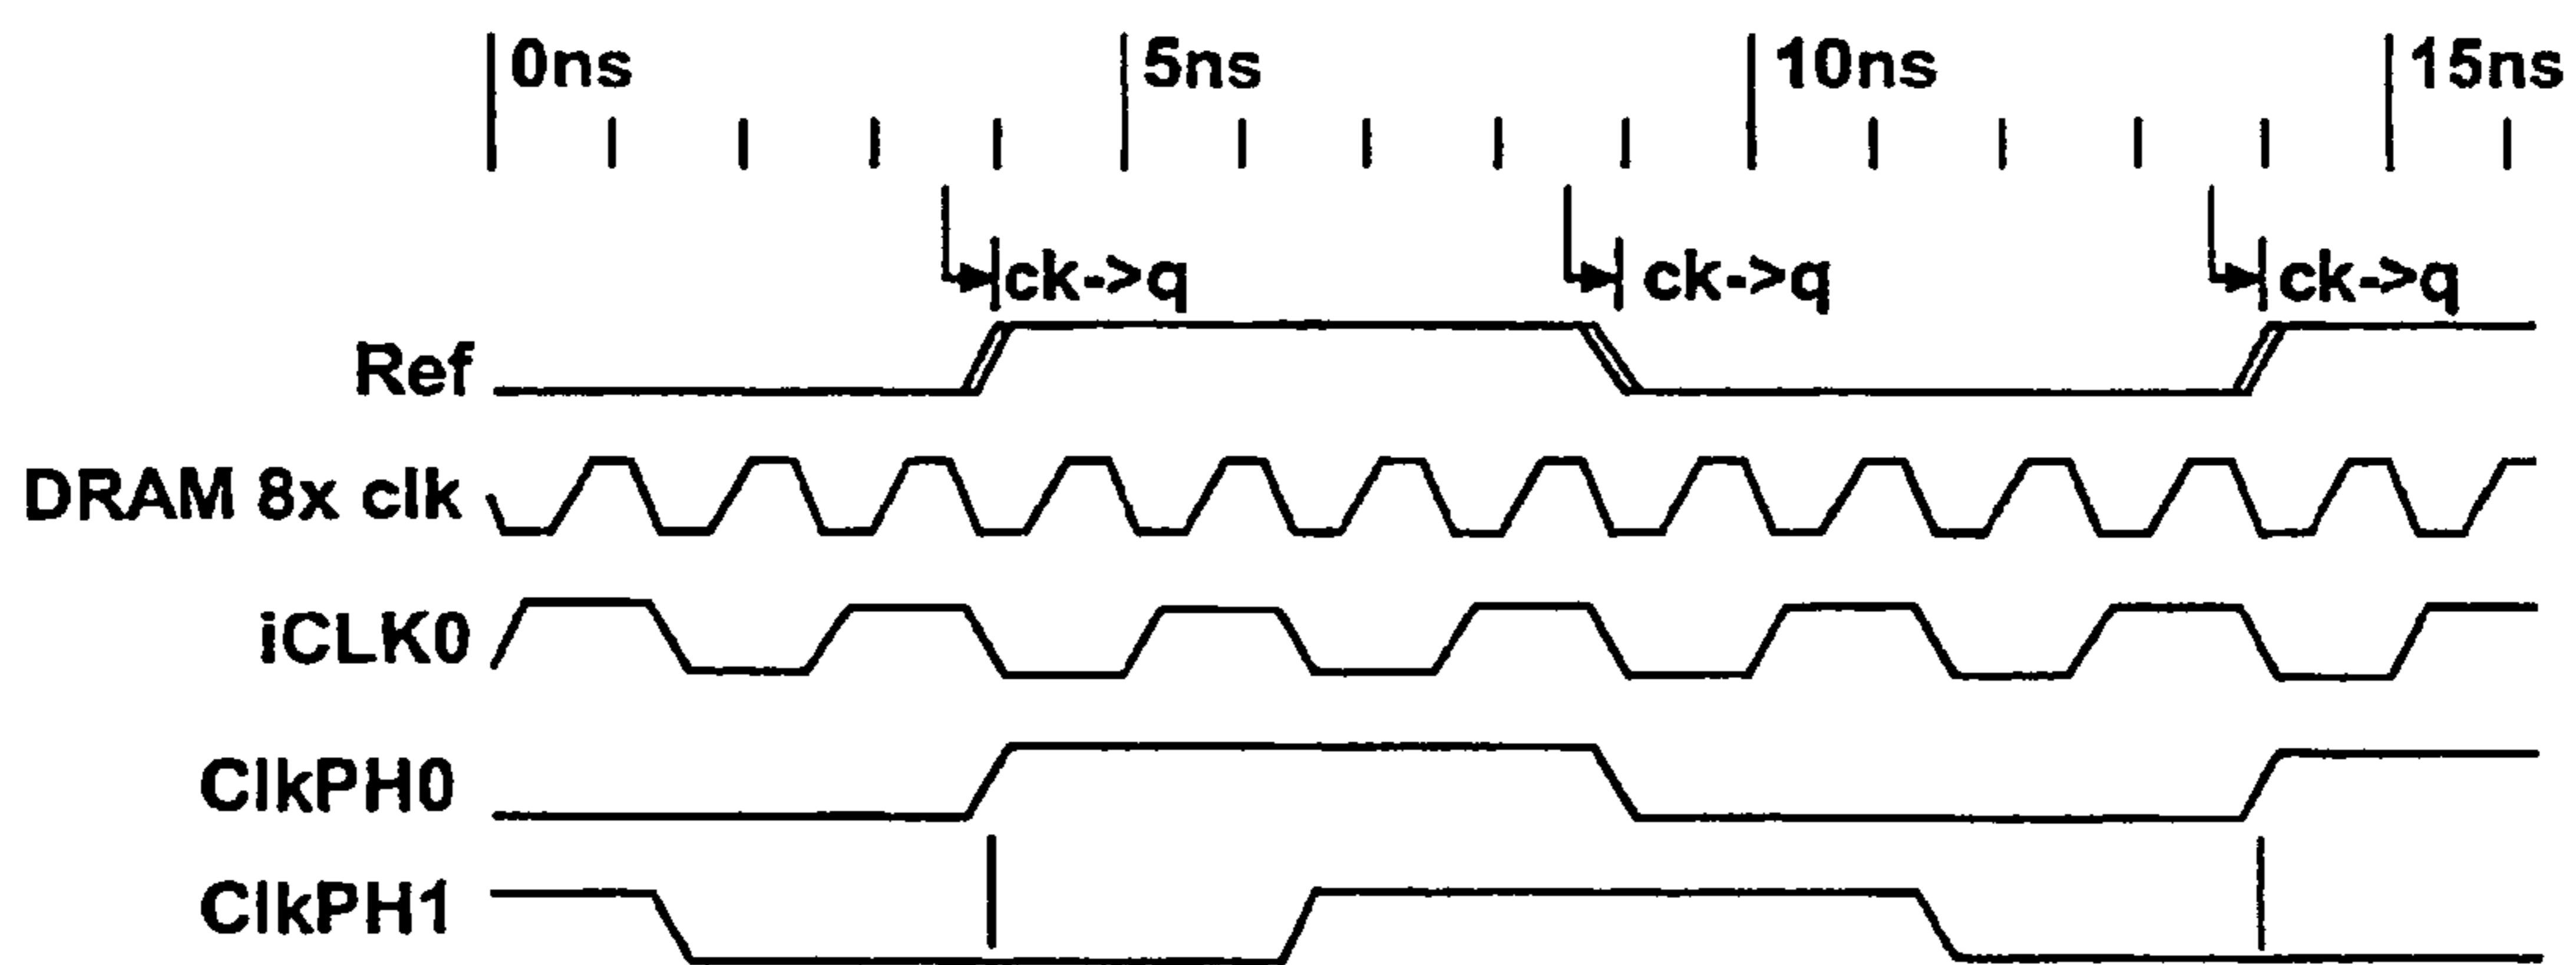 0ns 5ns 10ns 15ns
ck->q ck->q ck->q
Ref
DRAM 8x clk
iCLK0
ClkPH0
ClkPH1